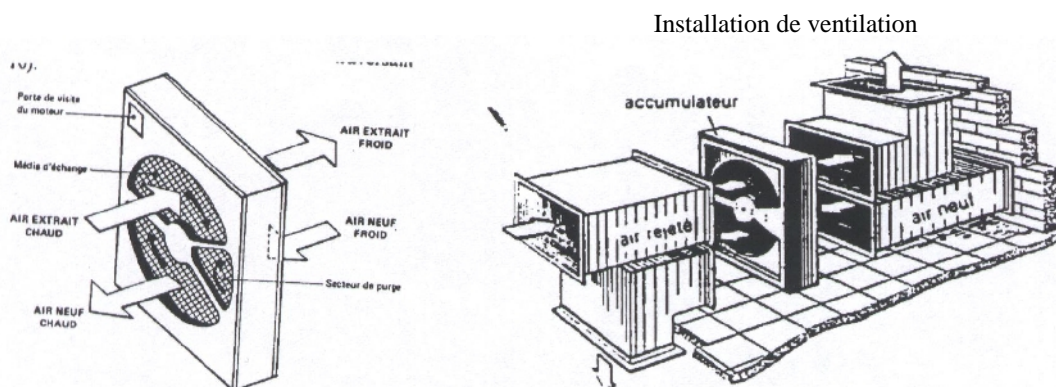 Installation de ventilation
Porte de visite
du moteur
AIR EXTRAIT
FROID
Média d'échange
AIR EXTRAIT
CHAUD
AIR NEUF
FROID
Secteur de purge
AIR NEUF
CHAUD
accumulateur
air rejeté
air neuf